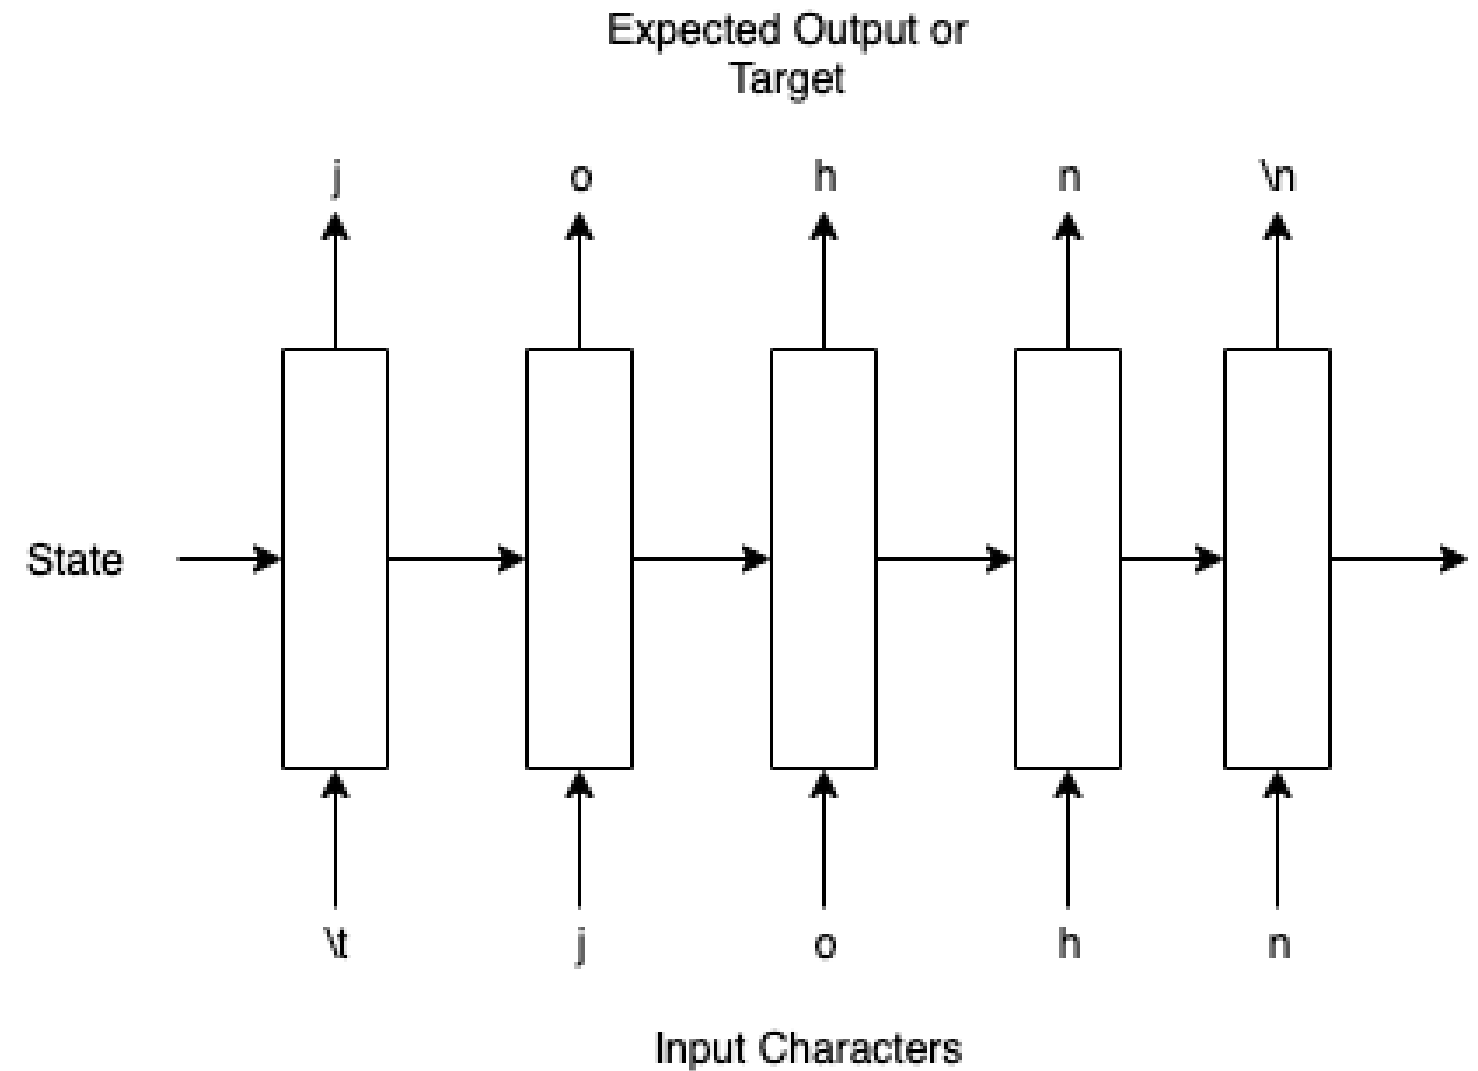 Expected Output or
Target
j o h n \n
State
\t j o h n
Input Characters